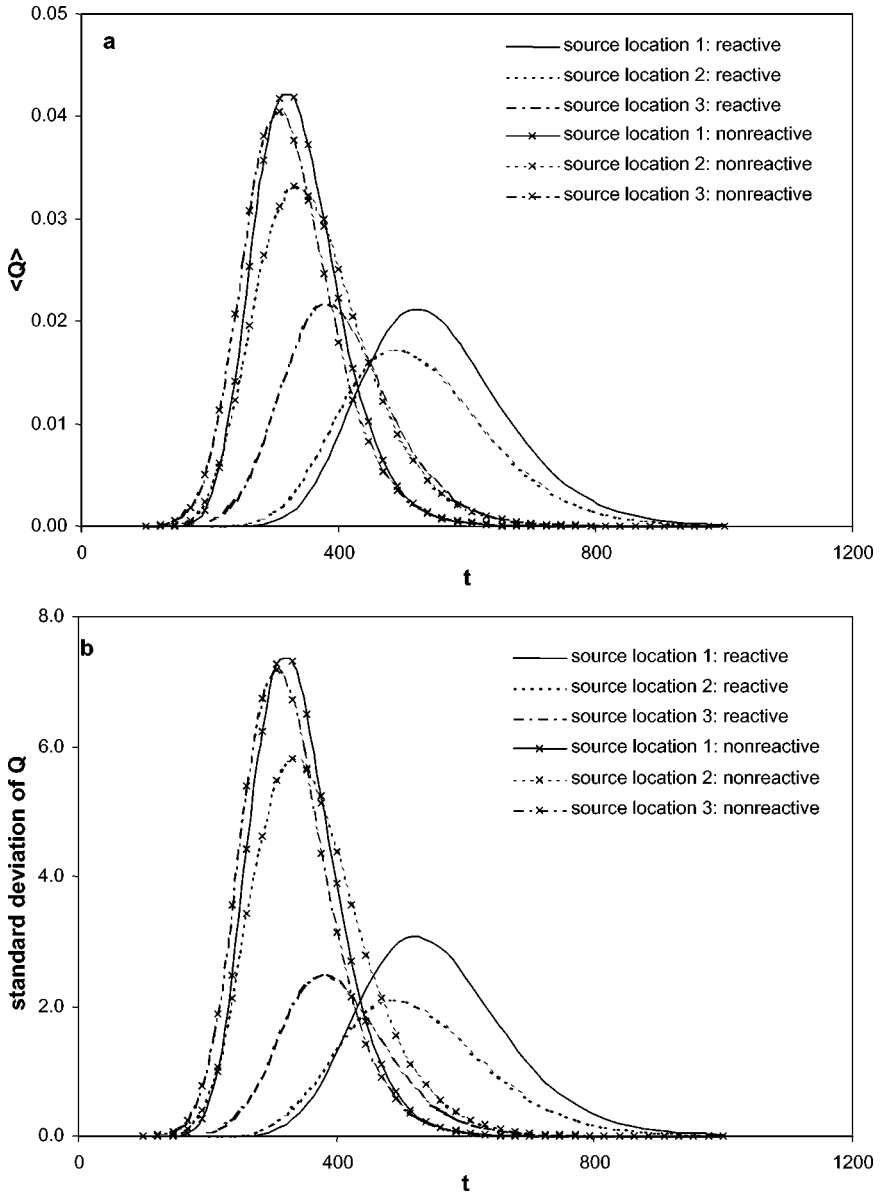 a
0.05
0.04
0.03
0.02
0.01
0.00
<Q>
source location 1: reactive
source location 2: reactive
source location 3: reactive
source location 1: nonreactive
source location 2: nonreactive
source location 3: nonreactive
0
400
800
1200
t
b
8.0
6.0
4.0
2.0
0.0
standard deviation of Q
source location 1: reactive
source location 2: reactive
source location 3: reactive
source location 1: nonreactive
source location 2: nonreactive
source location 3: nonreactive
0
400
800
1200
t